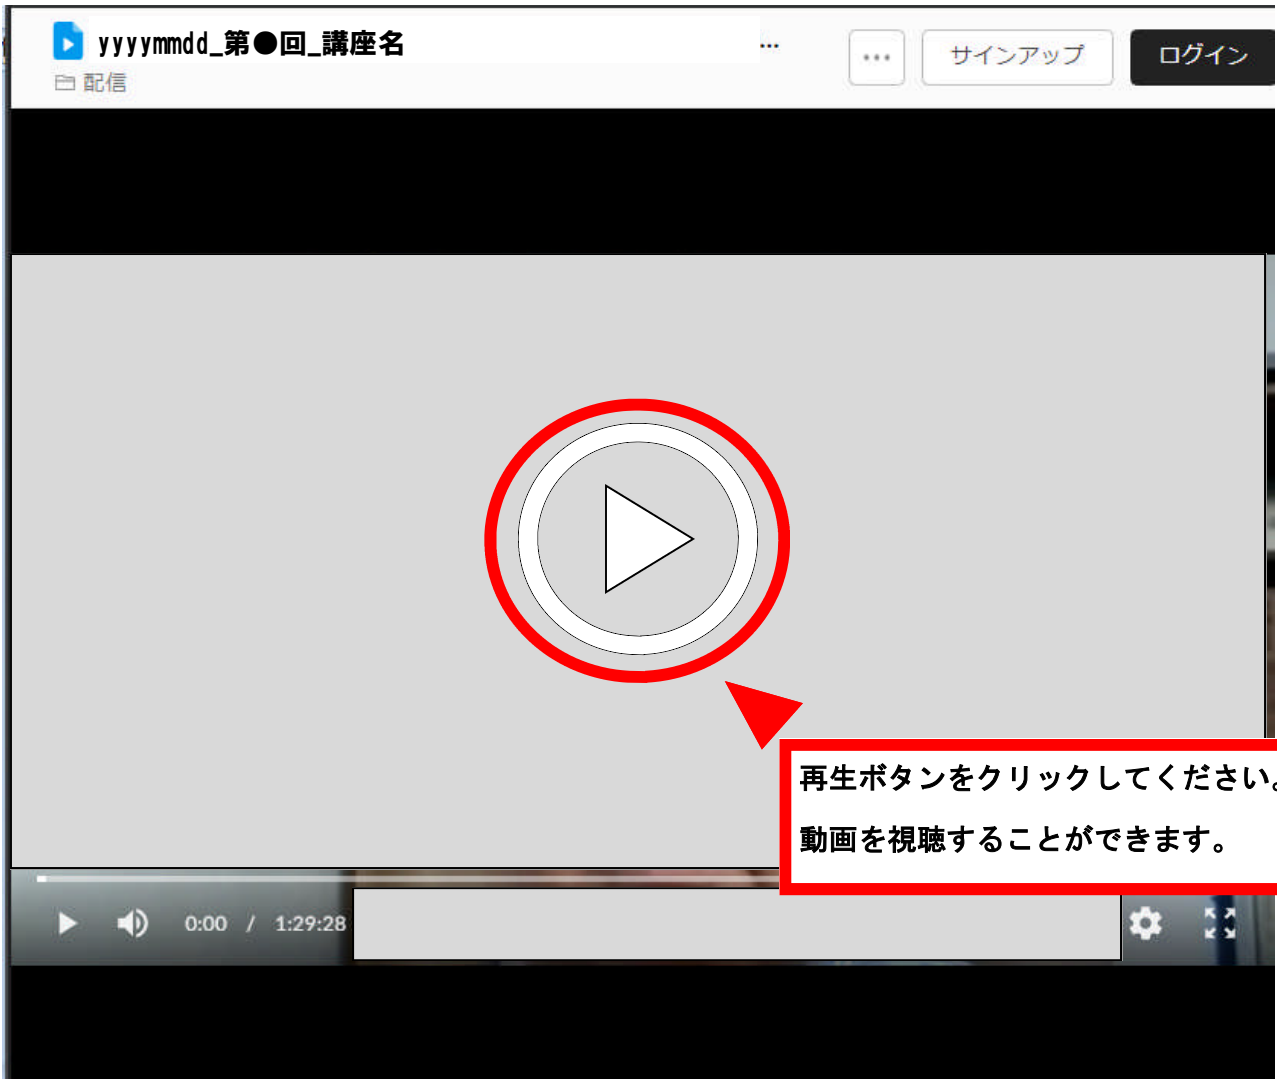 yyyymmdd_第●回_講座名
...
サインアップ
ログイン
配信
再生ボタンをクリックしてください。
動画を視聴することができます。
0:00 / 1:29:28